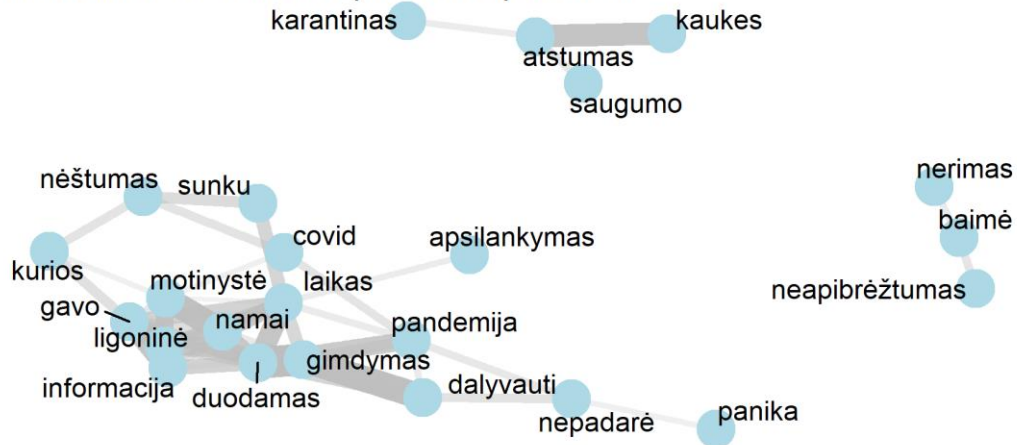 karantinas
kaukes
atstumas
saugumo
nėštumas
sunku
nerimas
covid
apsilankymas
baimė
kurios
motinystė
laikas
neapibrėžtumas
gavo
namai
pandemija
ligoninė
gimdymas
informacija
duodamas
dalyvauti
nepadarė
panika